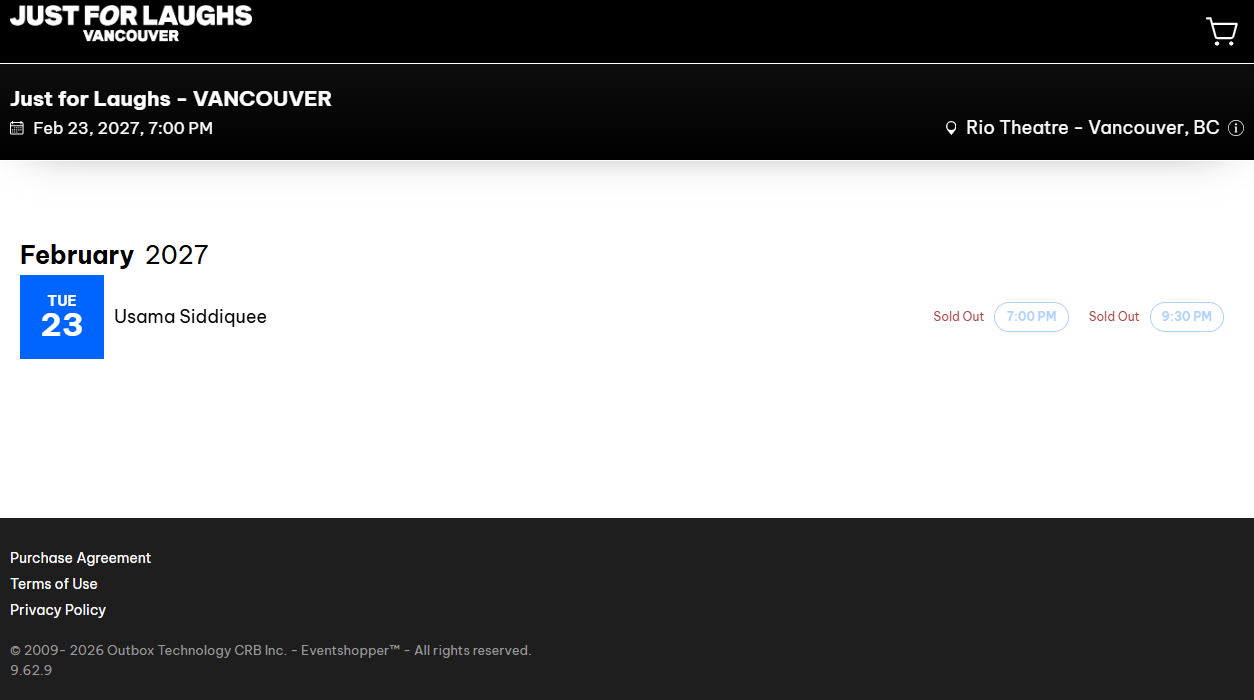 JUST FOR LAUGHS
VANCOUVER
Just for Laughs - VANCOUVER
Feb 23, 2027, 7:00 PM
Rio Theatre - Vancouver, BC
February 2027
TUE
23
Usama Siddiquee
Sold Out 7:00 PM Sold Out 9:30 PM
Purchase Agreement
Terms of Use
Privacy Policy
© 2009- 2026 Outbox Technology CRB Inc. - Eventshopper™ - All rights reserved.
9.62.9